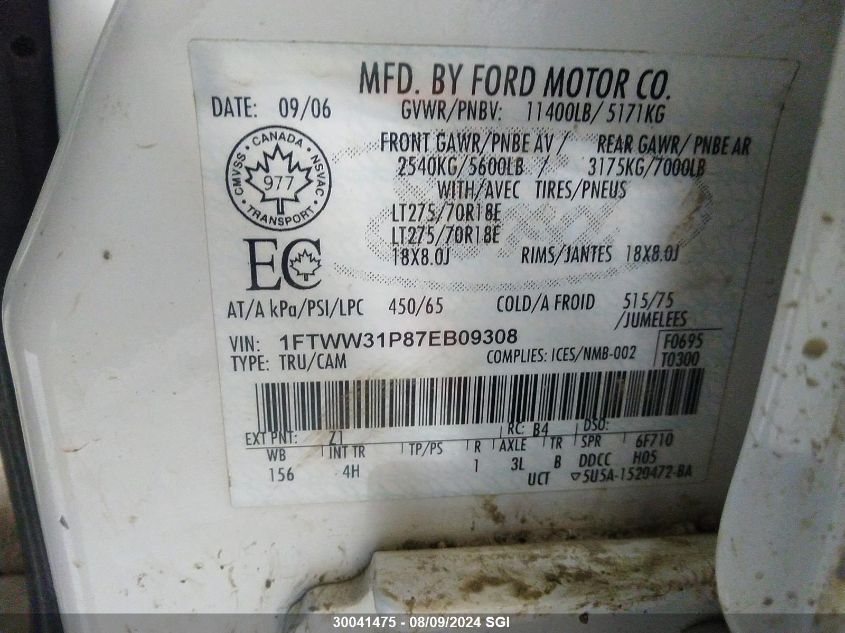 MFD. BY FORD MOTOR CO.
DATE: 09/06 GVWR/PNBV: 11400LB/ 5171KG
FRONT GAWR/PNBE AV / REAR GAWR/ PNBE AR
2540KG/5600LB / 3175KG/7000LB
WITH/AVEC TIRES/PNEUS
CANADA
CMVSS NSVAC
977
TRANSPORT
LT275/70R18E
LT275/70R18E
18X8.0J RIMS/JANTES 18X8.0J
EC
AT/A kPa/PSI/LPC 450/65 COLD/A FROID 515/75
/JUMELEES
VIN: 1FTWW31P87EB09308 F0695
TYPE: TRU/CAM COMPLIES: ICES/NMB-002 T0300
EXT PNT: Z1 RC: B4 DSO:
WB INT TR TP/PS R AXLE TR SPR 6F710
156 4H 1 3L B DDCC H05
UCT 5U5A-1520472-BA
30041475 - 08/09/2024 SGI